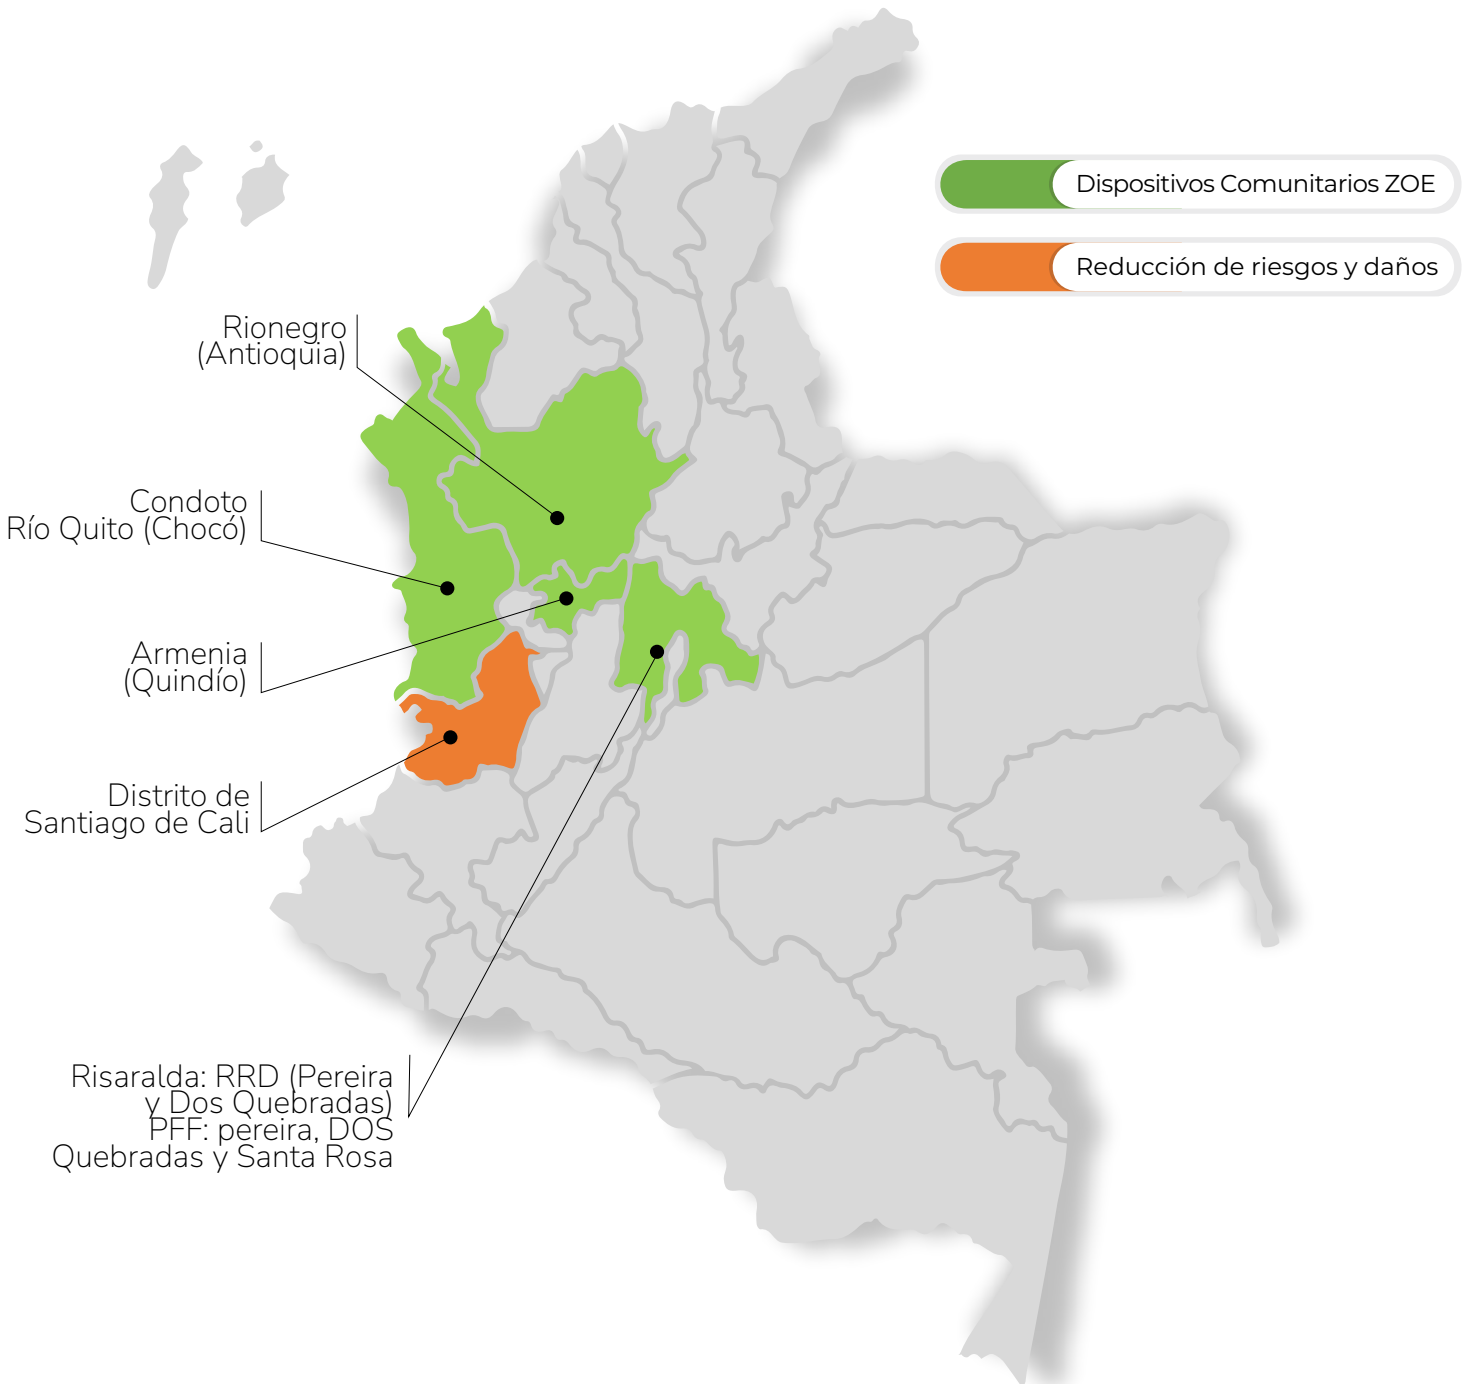 Dispositivos Comunitarios ZOE
Reducción de riesgos y daños
Rionegro
(Antioquia)
Condoto
Río Quito (Chocó)
Armenia
(Quindío)
Distrito de
Santiago de Cali
Risaralda: RRD (Pereira
y Dos Quebradas)
PFF: pereira, DOS
Quebradas y Santa Rosa